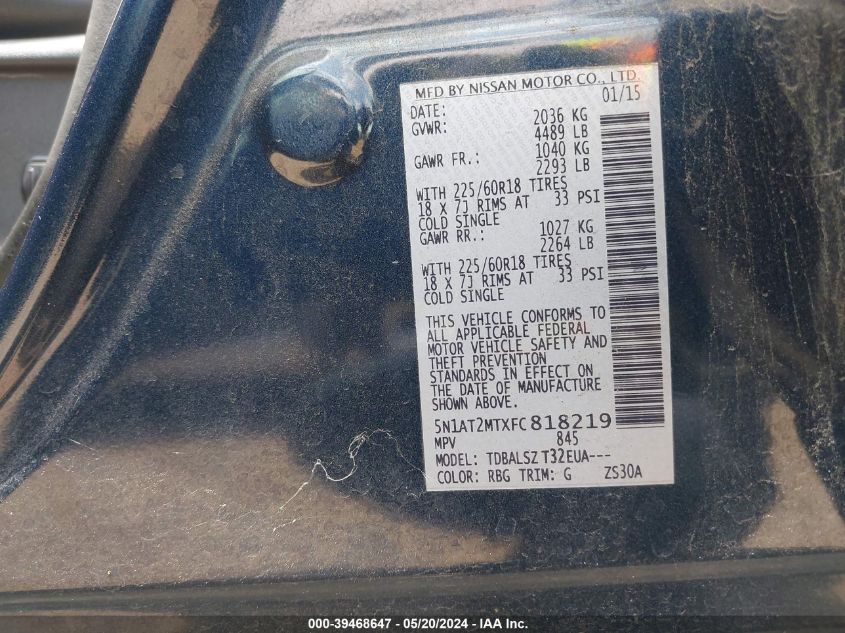 MFD BY NISSAN MOTOR CO., LTD.
DATE: 01/15
GVWR: 2036 KG
4489 LB
GAWR FR.: 1040 KG
2293 LB
WITH 225/60R18 TIRES
18 X 7J RIMS AT 33 PSI
COLD SINGLE
GAWR RR.: 1027 KG
2264 LB
WITH 225/60R18 TIRES
18 X 7J RIMS AT 33 PSI
COLD SINGLE
THIS VEHICLE CONFORMS TO
ALL APPLICABLE FEDERAL
MOTOR VEHICLE SAFETY AND
THEFT PREVENTION
STANDARDS IN EFFECT ON
THE DATE OF MANUFACTURE
SHOWN ABOVE.
5N1AT2MTXFC818219
MPV 845
MODEL: TDBALSZ T32EUA---
COLOR: RBG TRIM: G ZS30A
000-39468647 - 05/20/2024 - IAA, Inc.